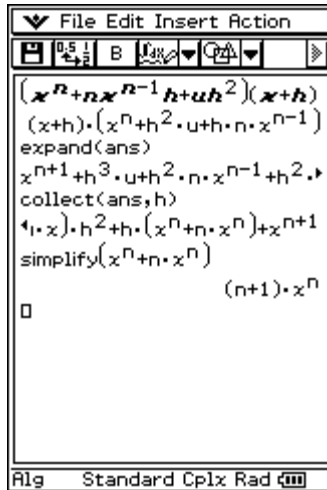 File Edit Insert Action
0.5 1 2 B
(x^n+nx^(n-1)h+uh^2)(x+h)
(x+h)·(x^n+h^2·u+h·n·x^(n-1))
expand(ans)
x^(n+1)+h^3·u+h^2·n·x^(n-1)+h^2·
collect(ans,h)
·x)·h^2+h·(x^n+n·x^n)+x^(n+1)
simplify(x^n+n·x^n)
(n+1)·x^n
Alg Standard Cplx Rad